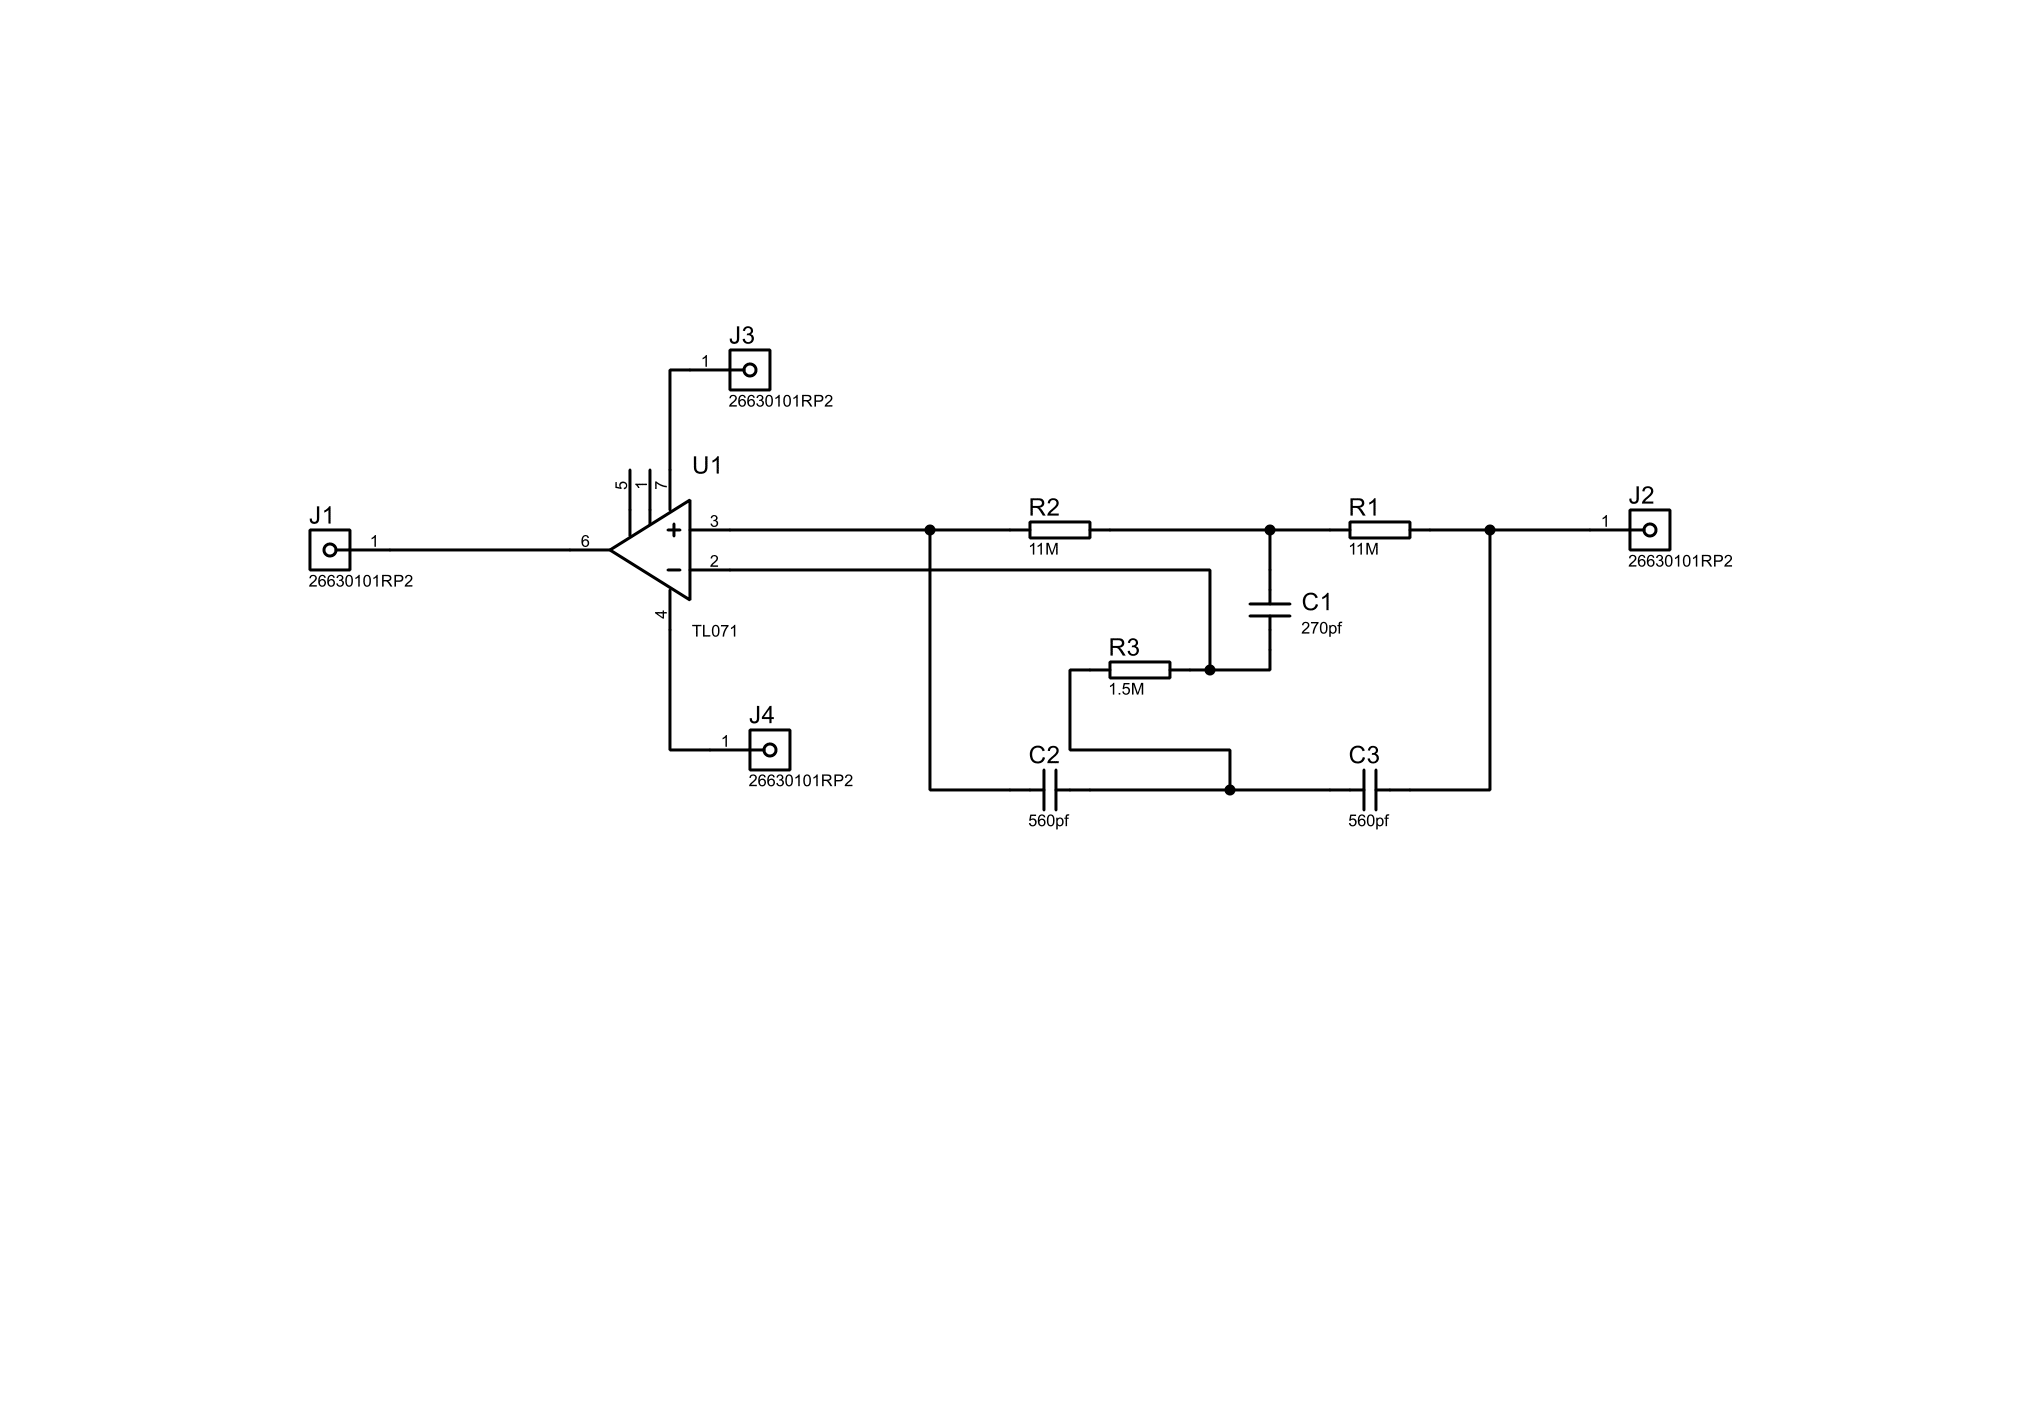 J3
1
26630101RP2
U1
5
1
7
J1
1
26630101RP2
6
+
3
−
2
4
TL071
R2
11M
R1
11M
J2
1
26630101RP2
C1
270pf
R3
1.5M
J4
1
26630101RP2
C2
560pf
C3
560pf